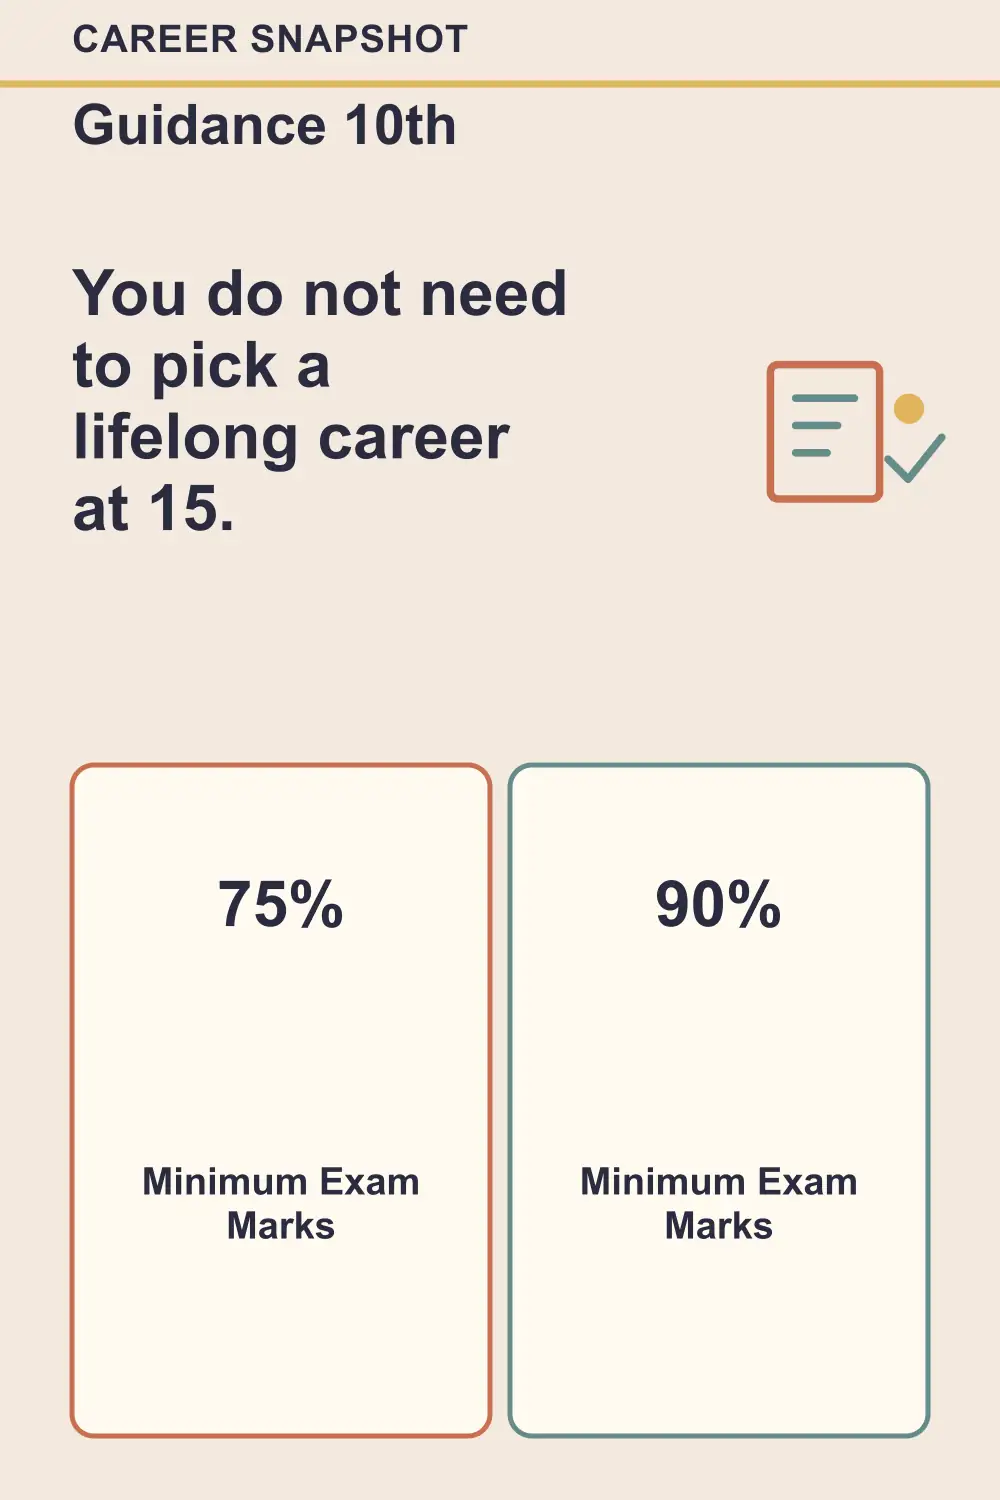 CAREER SNAPSHOT
Guidance 10th
You do not need
to pick a
lifelong career
at 15.
75%
Minimum Exam
Marks
90%
Minimum Exam
Marks